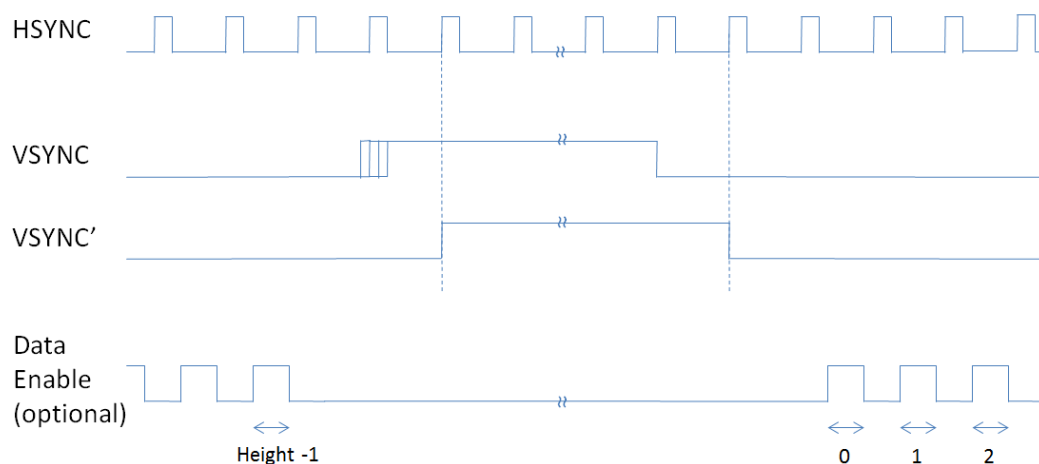 HSYNC
VSYNC
VSYNC’
Data
Enable
(optional)
Height -1
0
1
2